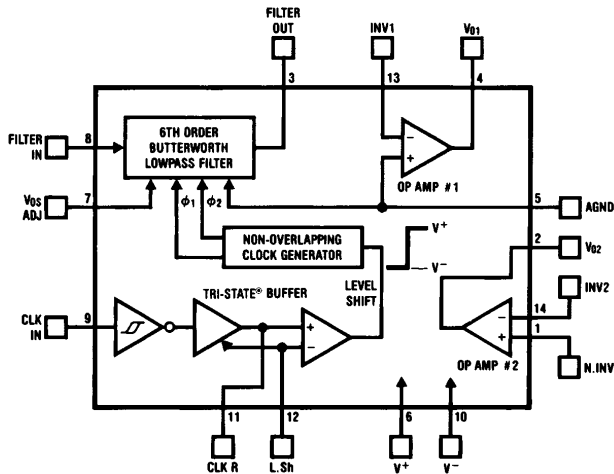 FILTER
OUT
INV1
V01
3
13
4
FILTER
IN
8
6TH ORDER
BUTTERWORTH
LOWPASS FILTER
−
+
OP AMP #1
VOS
ADJ
7
ϕ1
ϕ2
5
AGND
NON-OVERLAPPING
CLOCK GENERATOR
V+
V−
2
V02
LEVEL
SHIFT
TRI-STATE® BUFFER
INV2
CLK
IN
9
+
−
14
−
+
1
OP AMP #2
N.INV2
11
12
6
10
CLK R
L.Sh
V+
V−